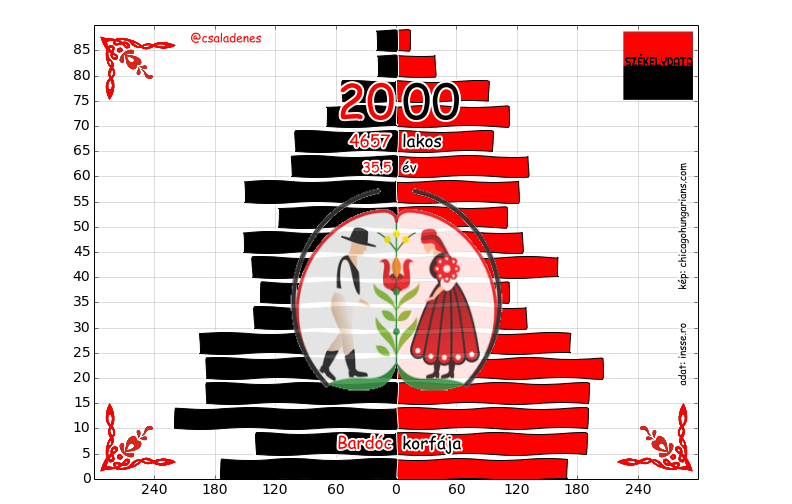 @csaladenes
SZÉKELYDATA
2000
4657 lakos
35.5 év
Bardóc korfája
kép: chicagohungarians.com
adat: insse.ro
85
80
75
70
65
60
55
50
45
40
35
30
25
20
15
10
5
0
240 180 120 60 0 60 120 180 240